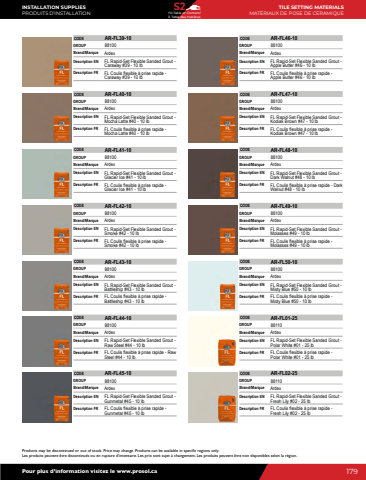 INSTALLATION SUPPLIES
PRODUITS D'INSTALLATION
S2
TILE SETTING MATERIALS
MATÉRIAUX DE POSE DE CÉRAMIQUE
CODE AR-FL39-10
GROUP 88100
Brand/Marque Ardex
Description EN FL Rapid-Set Flexible Sanded Grout -
Caraway #39 - 10 lb
Description FR FL Coulis flexible à prise rapide -
Caraway #39 - 10 lb
CODE AR-FL40-10
GROUP 88100
Brand/Marque Ardex
Description EN FL Rapid-Set Flexible Sanded Grout -
Mocha Latte #40 - 10 lb
Description FR FL Coulis flexible à prise rapide -
Mocha Latte #40 - 10 lb
CODE AR-FL41-10
GROUP 88100
Brand/Marque Ardex
Description EN FL Rapid-Set Flexible Sanded Grout -
Glacier Ice #41 - 10 lb
Description FR FL Coulis flexible à prise rapide -
Glacier Ice #41 - 10 lb
CODE AR-FL42-10
GROUP 88100
Brand/Marque Ardex
Description EN FL Rapid-Set Flexible Sanded Grout -
Smoke #42 - 10 lb
Description FR FL Coulis flexible à prise rapide -
Smoke #42 - 10 lb
CODE AR-FL43-10
GROUP 88100
Brand/Marque Ardex
Description EN FL Rapid-Set Flexible Sanded Grout -
Battleship #43 - 10 lb
Description FR FL Coulis flexible à prise rapide -
Battleship #43 - 10 lb
CODE AR-FL44-10
GROUP 88100
Brand/Marque Ardex
Description EN FL Rapid-Set Flexible Sanded Grout -
Raw Steel #44 - 10 lb
Description FR FL Coulis flexible à prise rapide - Raw
Steel #44 - 10 lb
CODE AR-FL45-10
GROUP 88100
Brand/Marque Ardex
Description EN FL Rapid-Set Flexible Sanded Grout -
Gunmetal #45 - 10 lb
Description FR FL Coulis flexible à prise rapide -
Gunmetal #45 - 10 lb
CODE AR-FL46-10
GROUP 88100
Brand/Marque Ardex
Description EN FL Rapid-Set Flexible Sanded Grout -
Apple Butter #46 - 10 lb
Description FR FL Coulis flexible à prise rapide -
Apple Butter #46 - 10 lb
CODE AR-FL47-10
GROUP 88100
Brand/Marque Ardex
Description EN FL Rapid-Set Flexible Sanded Grout -
Kodiak Brown #47 - 10 lb
Description FR FL Coulis flexible à prise rapide -
Kodiak Brown #47 - 10 lb
CODE AR-FL48-10
GROUP 88100
Brand/Marque Ardex
Description EN FL Rapid-Set Flexible Sanded Grout -
Dark Walnut #48 - 10 lb
Description FR FL Coulis flexible à prise rapide - Dark
Walnut #48 - 10 lb
CODE AR-FL49-10
GROUP 88100
Brand/Marque Ardex
Description EN FL Rapid-Set Flexible Sanded Grout -
Molasses #49 - 10 lb
Description FR FL Coulis flexible à prise rapide -
Molasses #49 - 10 lb
CODE AR-FL50-10
GROUP 88100
Brand/Marque Ardex
Description EN FL Rapid-Set Flexible Sanded Grout -
Misty Blue #50 - 10 lb
Description FR FL Coulis flexible à prise rapide -
Misty Blue #50 - 10 lb
CODE AR-FL01-25
GROUP 88110
Brand/Marque Ardex
Description EN FL Rapid-Set Flexible Sanded Grout -
Polar White #01 - 25 lb
Description FR FL Coulis flexible à prise rapide -
Polar White #01 - 25 lb
CODE AR-FL02-25
GROUP 88110
Brand/Marque Ardex
Description EN FL Rapid-Set Flexible Sanded Grout -
Fresh Lily #02 - 25 lb
Description FR FL Coulis flexible à prise rapide -
Fresh Lily #02 - 25 lb
Products may be discontinued or out of stock. Price may change. Products can be available in specific regions only.
Les produits peuvent être discontinués ou en rupture d'inventaire. Les prix sont sujet à changement. Les produits peuvent être non disponibles selon la région.
Pour plus d'information visitez le www.prosol.ca
179